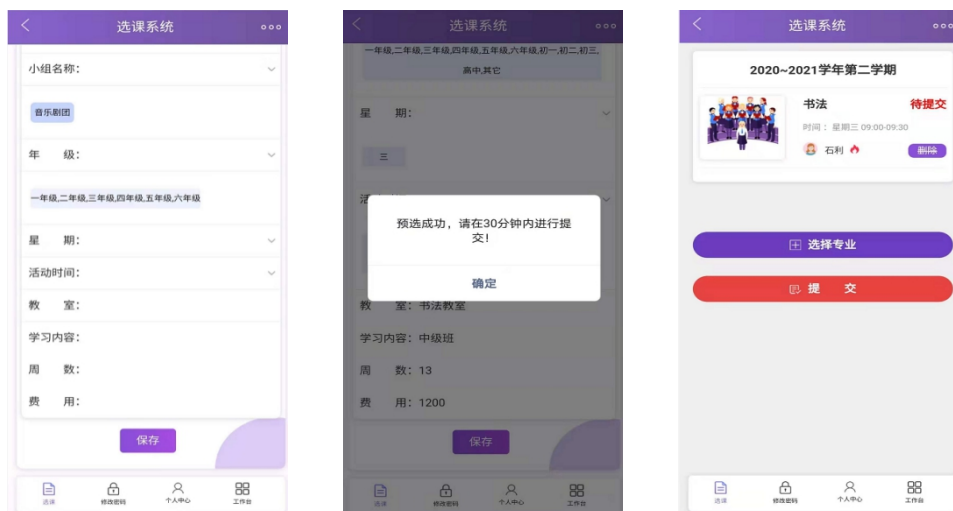 选课系统
小组名称：
音乐剧团
年 级：
一年级,二年级,三年级,四年级,五年级,六年级
星 期：
活动时间：
教 室：
学习内容：
周 数：
费 用：
保存
选课
修改密码
个人中心
工作台
选课系统
一年级,二年级,三年级,四年级,五年级,六年级,初一,初二,初三,
高中,其它
星 期：
三
预选成功，请在30分钟内进行提
交！
确定
教 室：书法教室
学习内容：中级班
周 数：13
费 用：1200
保存
选课
修改密码
个人中心
工作台
选课系统
2020~2021学年第二学期
书法
待提交
时间：星期三 09:00-09:30
石利
删除
选择专业
提 交
选课
修改密码
个人中心
工作台